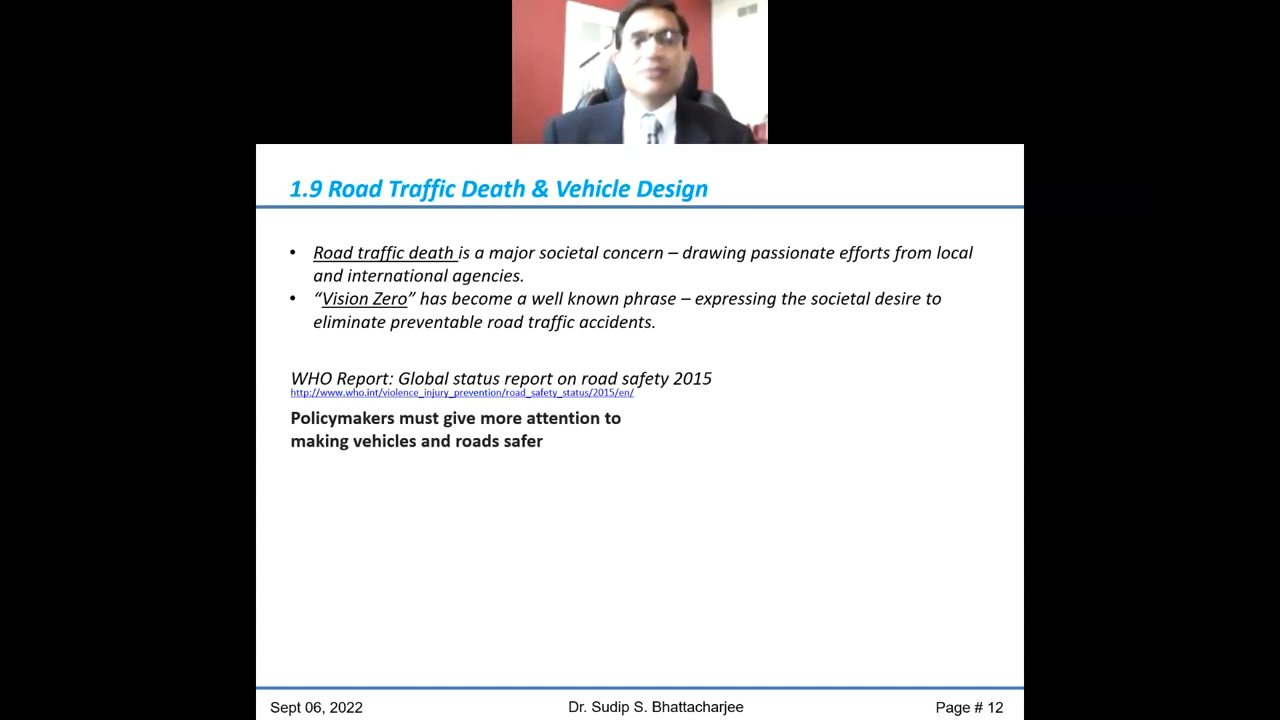 1.9 Road Traffic Death & Vehicle Design
• Road traffic death is a major societal concern – drawing passionate efforts from local
and international agencies.
• “Vision Zero” has become a well known phrase – expressing the societal desire to
eliminate preventable road traffic accidents.
WHO Report: Global status report on road safety 2015
http://www.who.int/violence_injury_prevention/road_safety_status/2015/en/
Policymakers must give more attention to
making vehicles and roads safer
Sept 06, 2022
Dr. Sudip S. Bhattacharjee
Page # 12